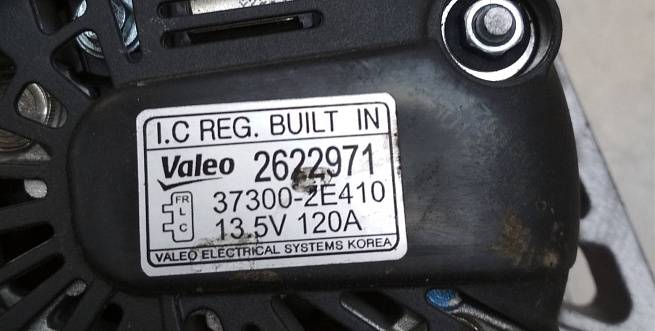 I.C REG. BUILT IN
Valeo 2622971
FR 37300-2E410
L
C 13.5V 120A
VALEO ELECTRICAL SYSTEMS KOREA